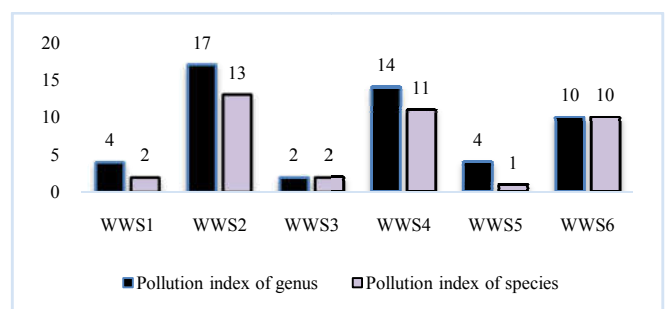 20
15
10
5
0
4 2 17 13 2 2 14 11 4 1 10 10
WWS1 WWS2 WWS3 WWS4 WWS5 WWS6
Pollution index of genus Pollution index of species